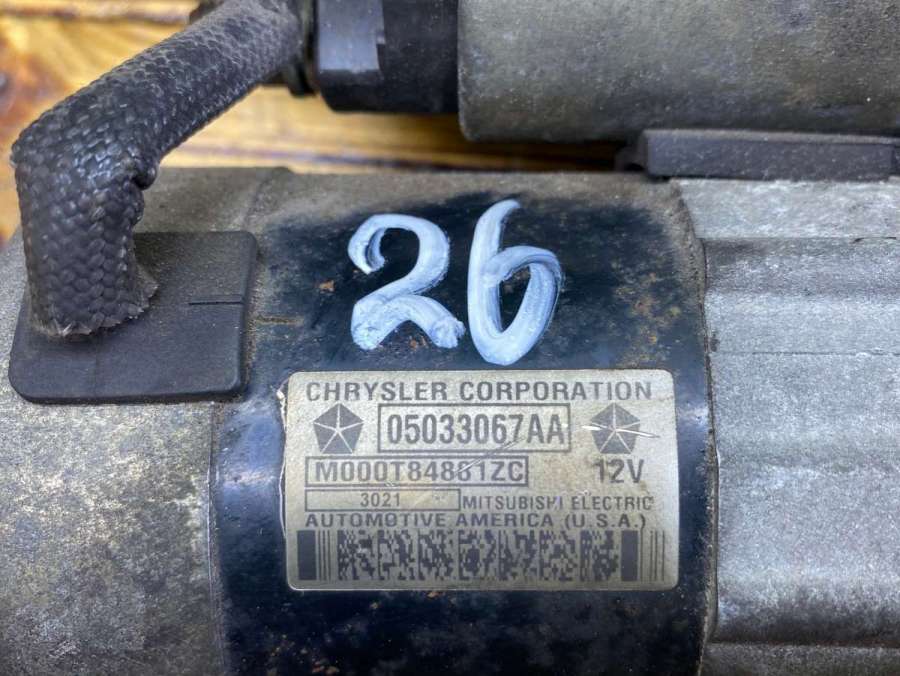 26
CHRYSLER CORPORATION
05033067AA
M000T84861ZC
12V
3021
MITSUBISHI ELECTRIC
AUTOMOTIVE AMERICA (U.S.A.)